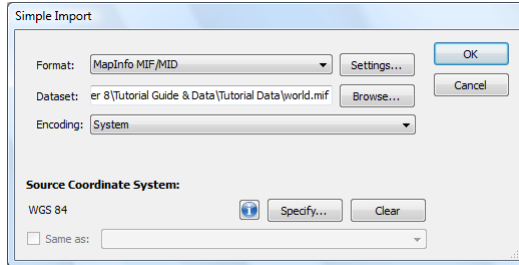 Simple Import
Format: MapInfo MIF/MID Settings... OK
Dataset: er 8\Tutorial Guide & Data\Tutorial Data\world.mif Browse... Cancel
Encoding: System
Source Coordinate System:
WGS 84 Specify... Clear
Same as: